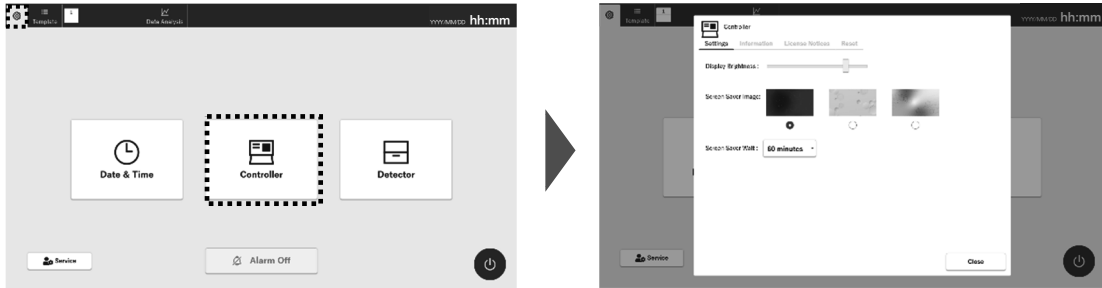 Template
1
Data Analysis
YYYY/MM/DD hh:mm
Date & Time
Controller
Detector
Service
Alarm Off
Template
1
YYYY/MM/DD hh:mm
Controller
Settings Information License Notices Reset
Display Brightness :
Screen Saver Image:
Screen Saver Wait :
60 minutes
Service
Close